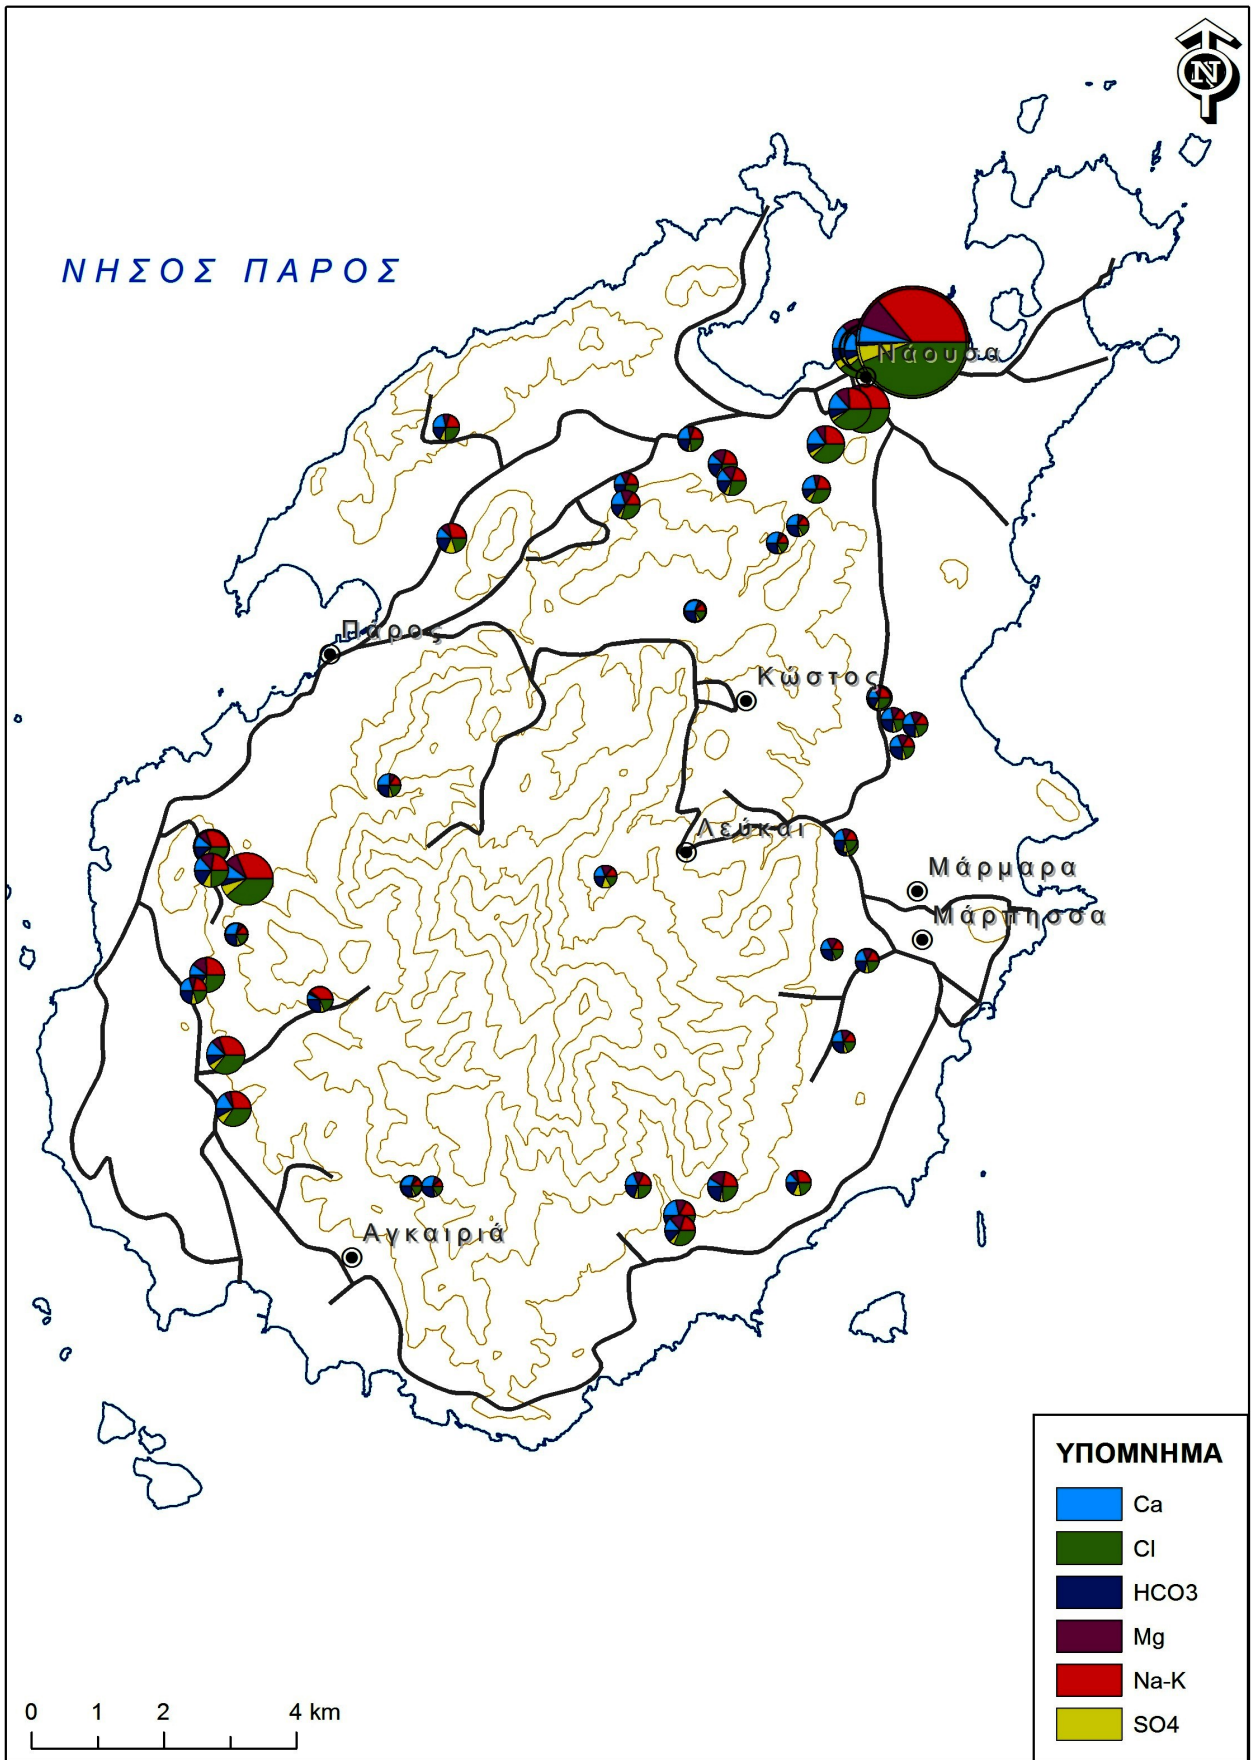 N
ΝΗΣΟΣ ΠΑΡΟΣ
Νάουσα
Πάρος
Κώστος
Λεύκαι
Μάρμαρα
Μάρπησσα
Αγκαιριά
ΥΠΟΜΝΗΜΑ
Ca
Cl
HCO3
Mg
Na-K
SO4
0 1 2 4 km